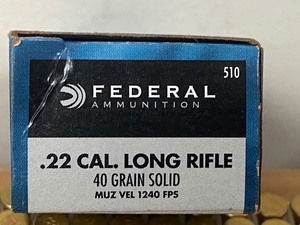 510
FEDERAL
AMMUNITION
.22 CAL. LONG RIFLE
40 GRAIN SOLID
MUZ VEL 1240 FPS